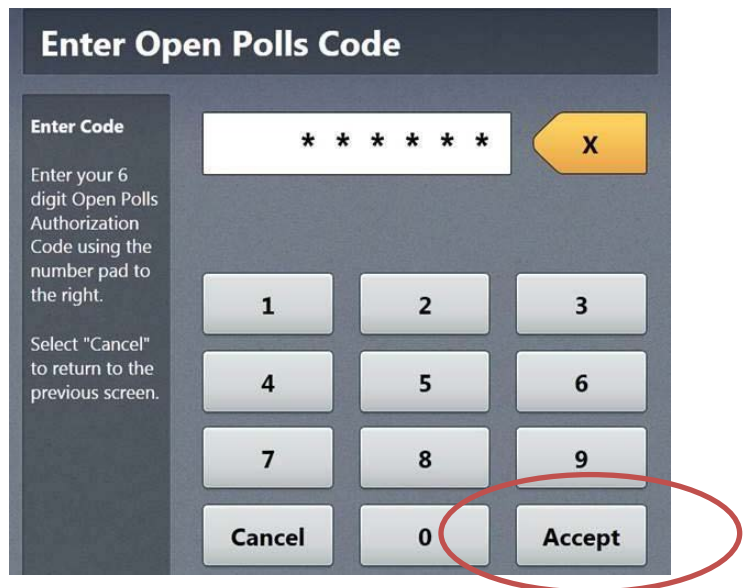 Enter Open Polls Code
Enter Code
Enter your 6
digit Open Polls
Authorization
Code using the
number pad to
the right.
Select "Cancel"
to return to the
previous screen.
* * * * * *
X
1 2 3
4 5 6
7 8 9
Cancel 0 Accept